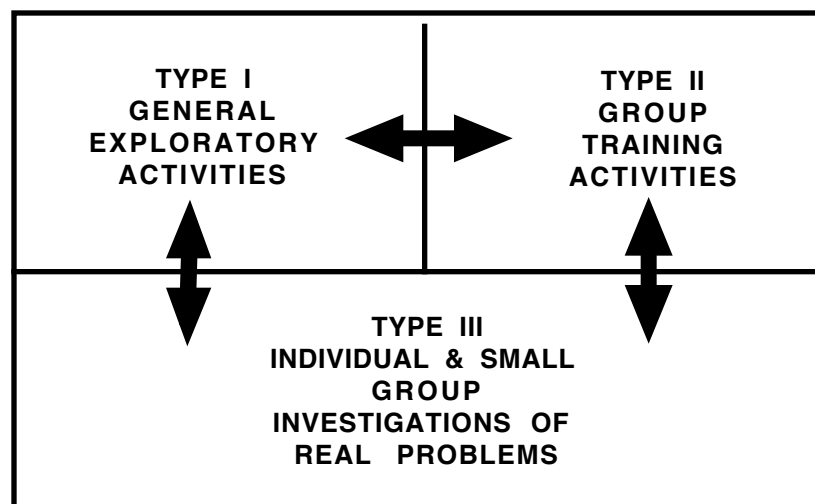 TYPE I
GENERAL
EXPLORATORY
ACTIVITIES
TYPE II
GROUP
TRAINING
ACTIVITIES
TYPE III
INDIVIDUAL & SMALL
GROUP
INVESTIGATIONS OF
REAL PROBLEMS